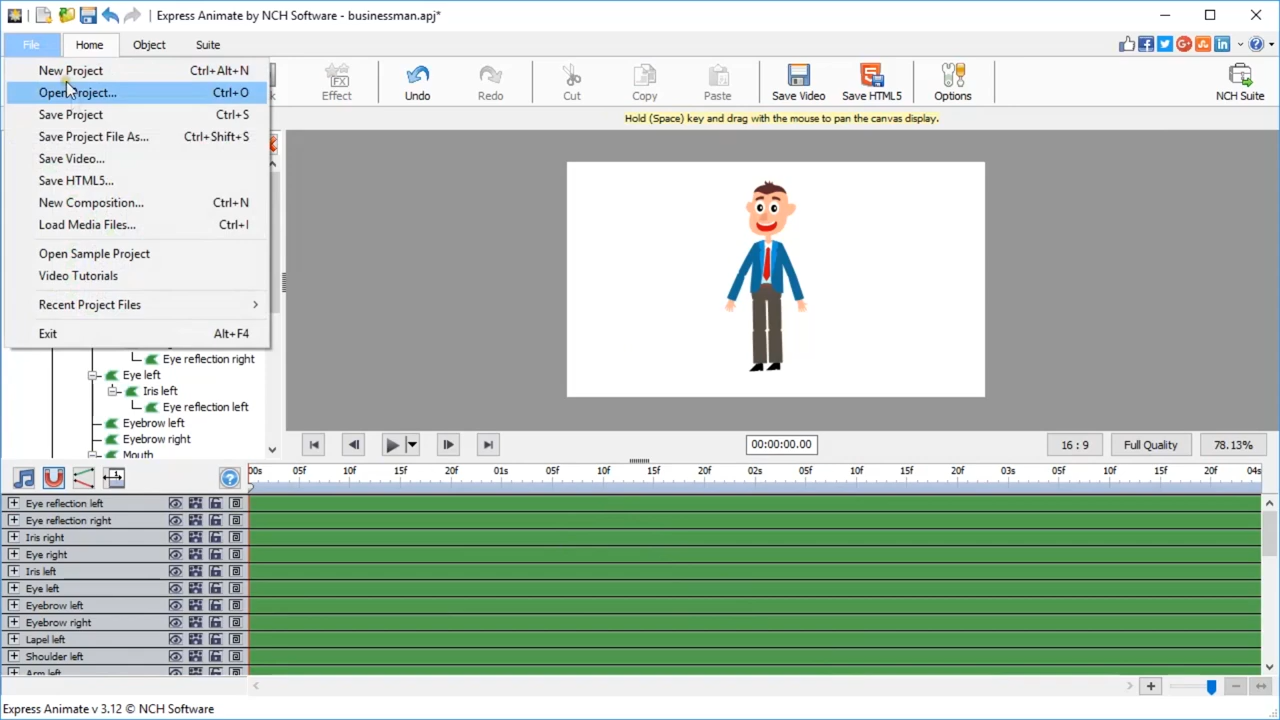 Express Animate by NCH Software - businessman.apj*
File Home Object Suite
New Project Ctrl+Alt+N
Open Project... Ctrl+O
Save Project Ctrl+S
Save Project File As... Ctrl+Shift+S
Save Video...
Save HTML5...
New Composition... Ctrl+N
Load Media Files... Ctrl+I
Open Sample Project
Video Tutorials
Recent Project Files
Exit Alt+F4
Effect Undo Redo Cut Copy Paste Save Video Save HTML5 Options NCH Suite
Hold (Space) key and drag with the mouse to pan the canvas display.
Eye reflection right
Eye left
Iris left
Eye reflection left
Eyebrow left
Eyebrow right
Mouth
00:00:00.00 16 : 9 Full Quality 78.13%
00s 05f 10f 15f 20f 01s 05f 10f 15f 20f 02s 05f 10f 15f 20f 03s 05f 10f 15f 20f 04s
Eye reflection left
Eye reflection right
Iris right
Eye right
Iris left
Eye left
Eyebrow left
Eyebrow right
Lapel left
Shoulder left
Arm left
Express Animate v 3.12 © NCH Software